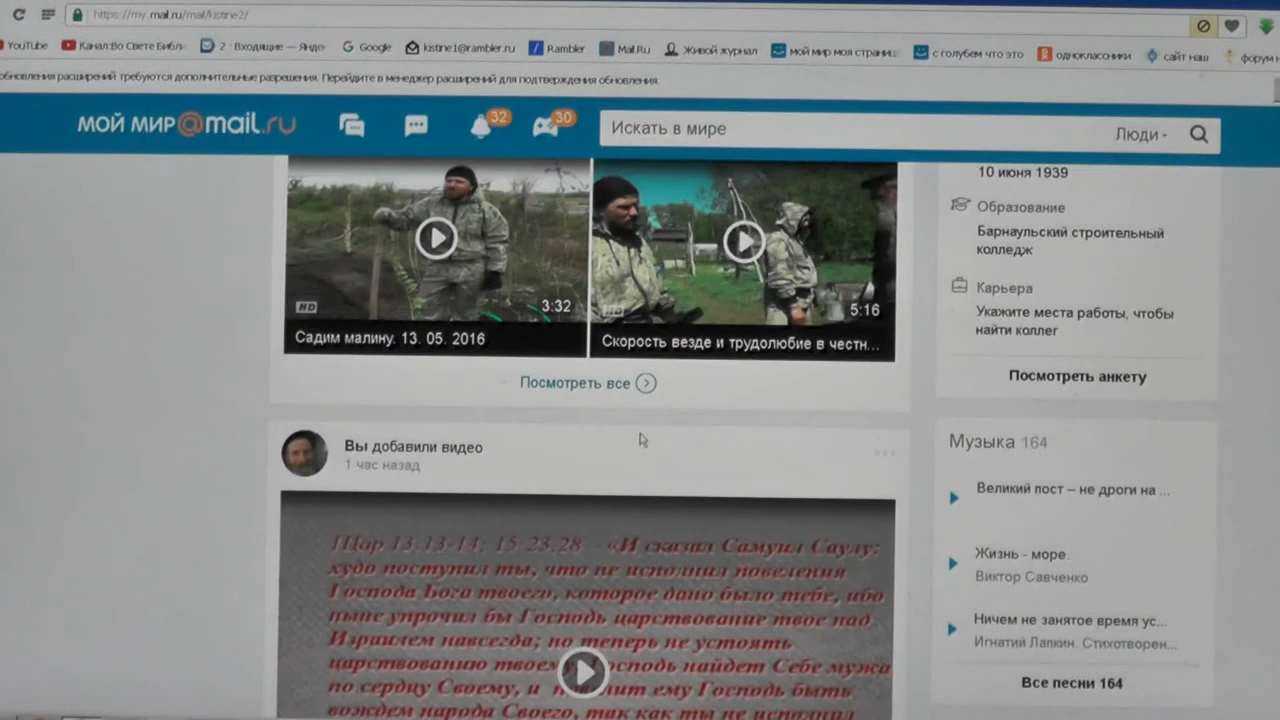 https://my.mail.ru/mail/kistine2/
YouTube
Канал:Во Свете Библи
2 : Входящие — Янде
Google
kistine1@rambler.ru
Rambler
Mail.Ru
Живой журнал
мой мир моя страниц
с голубем что это
одноклассники
сайт наш
форум н
обновления расширений требуются дополнительные разрешения. Перейдите в менеджер расширений для подтверждения обновления.
МОЙ МИР@mail.ru
32
30
Искать в мире
Люди
10 июня 1939
Образование
Барнаульский строительный
колледж
Карьера
Укажите места работы, чтобы
найти коллег
Посмотреть анкету
HD
3:32
Садим малину. 13. 05. 2016
HD
5:16
Скорость везде и трудолюбие в честн...
Посмотреть все
Вы добавили видео
1 час назад
1Цар 13:13-14; 15-23,28 «И сказал Самуил Саулу:
худо поступил ты, что не исполнил повеления
Господа Бога твоего, которое дано было тебе, ибо
ныне упрочил бы Господь царствование твое над
Израилем навсегда; но теперь не устоять
царствованию твоему Господь найдет Себе мужа
по сердцу Своему, и ему Господь быть
вождем народа Своего, так как ты не исполнил
Музыка 164
Великий пост – не дроги на ...
Жизнь - море.
Виктор Савченко
Ничем не занятое время ус...
Игнатий Лапкин. Стихотворен...
Все песни 164